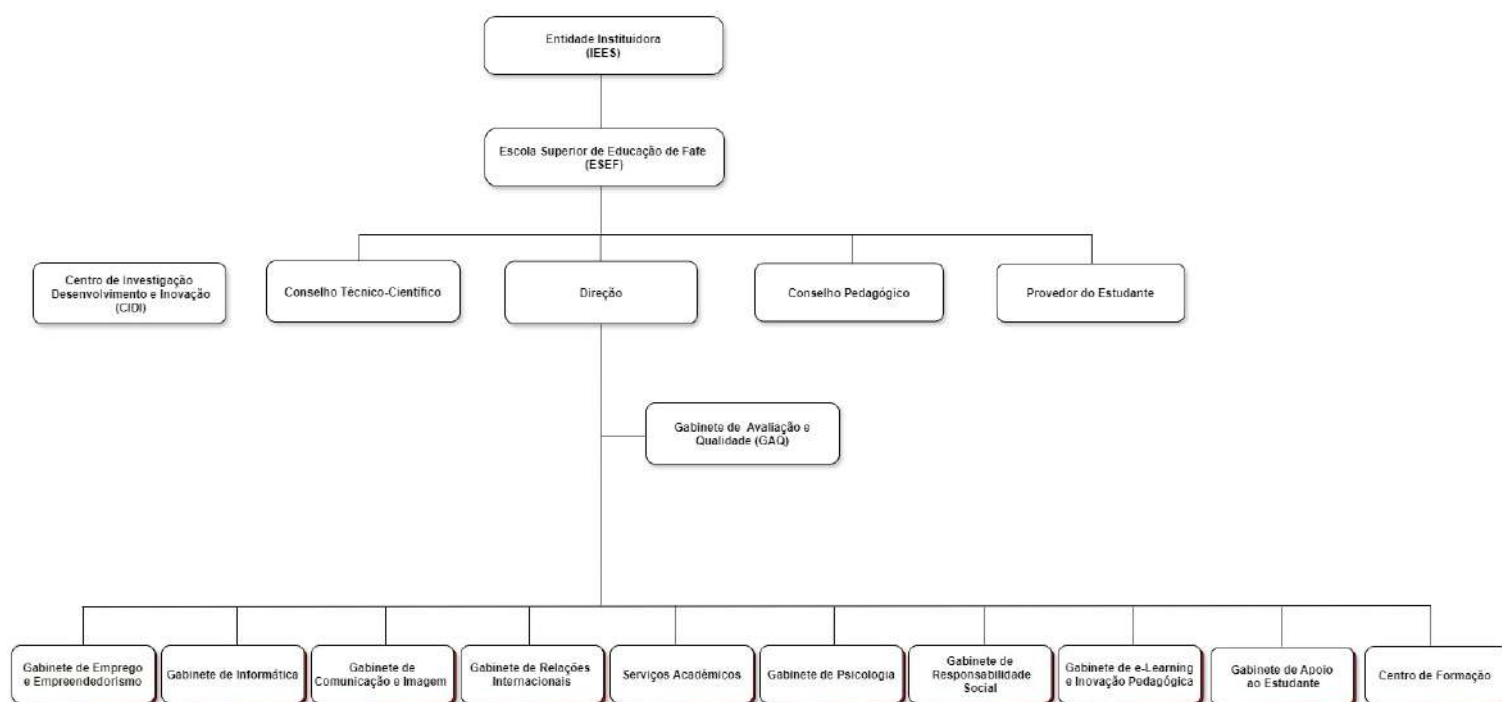 Entidade Instituidora
(IEES)
Escola Superior de Educação de Fafe
(ESEF)
Centro de Investigação
Desenvolvimento e Inovação
(CIDI)
Conselho Técnico-Científico
Direção
Conselho Pedagógico
Provedor do Estudante
Gabinete de Avaliação e
Qualidade (GAQ)
Gabinete de Emprego
e Empreendedorismo
Gabinete de Informática
Gabinete de
Comunicação e Imagem
Gabinete de Relações
Internacionais
Serviços Académicos
Gabinete de Psicologia
Gabinete de
Responsabilidade
Social
Gabinete de e-Learning
e Inovação Pedagógica
Gabinete de Apoio
ao Estudante
Centro de Formação